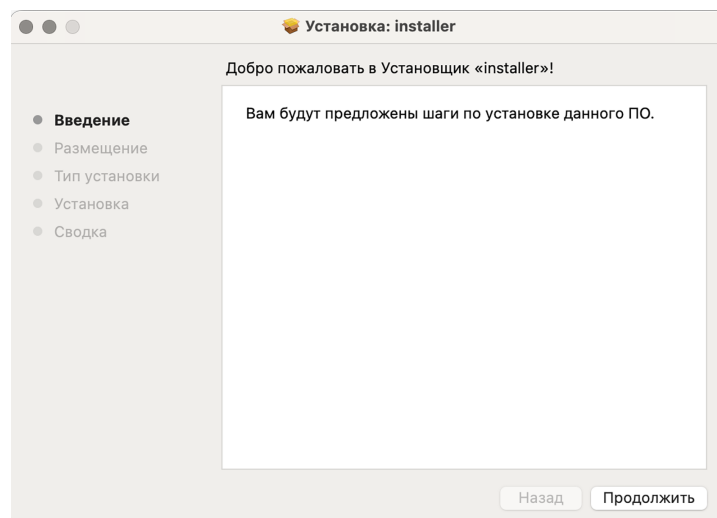 Установка: installer
Добро пожаловать в Установщик «installer»!
Введение
Размещение
Тип установки
Установка
Сводка
Вам будут предложены шаги по установке данного ПО.
Назад
Продолжить